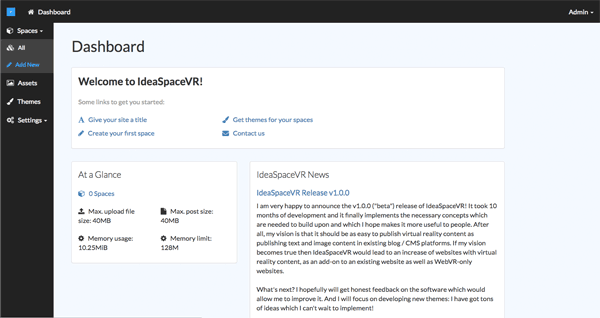 Dashboard
Admin
Spaces
All
Add New
Assets
Themes
Settings
Dashboard
Welcome to IdeaSpaceVR!
Some links to get you started:
Give your site a title
Get themes for your spaces
Create your first space
Contact us
At a Glance
0 Spaces
Max. upload file
size: 40MB
Max. post size:
40MB
Memory usage:
10.25MiB
Memory limit:
128M
IdeaSpaceVR News
IdeaSpaceVR Release v1.0.0
I am very happy to announce the v1.0.0 ("beta") release of IdeaSpaceVR! It took 10
months of development and it finally implements the necessary concepts which
are needed to build upon and which I hope makes it more useful to people. After
all, my vision is that it should be as easy to publish virtual reality content as
publishing text and image content in existing blog / CMS platforms. If my vision
becomes true then IdeaSpaceVR would lead to an increase of websites with virtual
reality content, as an add-on to an existing website as well as WebVR-only
websites.
What's next? I hopefully will get honest feedback on the software which would
allow me to improve it. And I will focus on developing new themes: I have got tons
of ideas which I can't wait to implement!